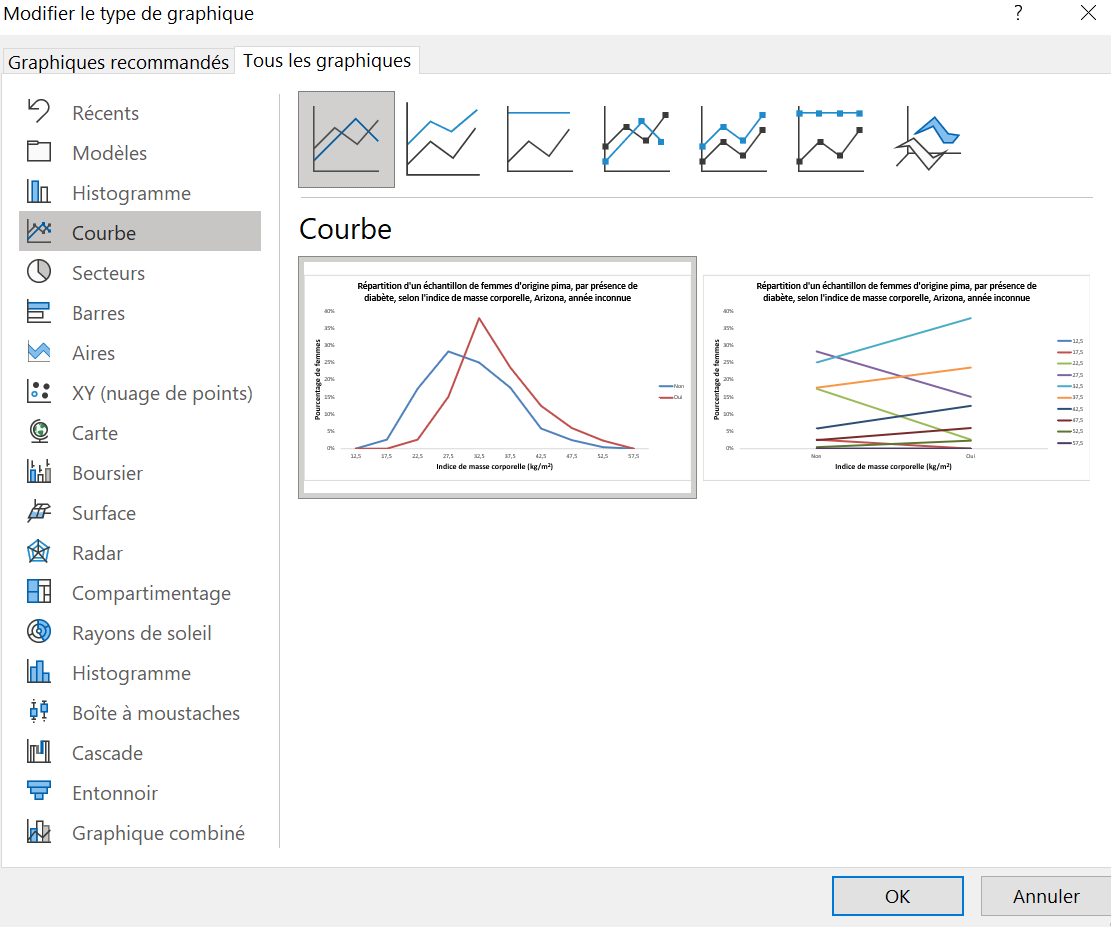 Modifier le type de graphique
?
Graphiques recommandés
Tous les graphiques
Récents
Modèles
Histogramme
Courbe
Secteurs
Barres
Aires
XY (nuage de points)
Carte
Boursier
Surface
Radar
Compartimentage
Rayons de soleil
Histogramme
Boîte à moustaches
Cascade
Entonnoir
Graphique combiné
Courbe
Répartition d'un échantillon de femmes d'origine pima, par présence de
diabète, selon l'indice de masse corporelle, Arizona, année inconnue
Pourcentage de femmes
40%
35%
30%
25%
20%
15%
10%
5%
0%
12,5 17,5 22,5 27,5 32,5 37,5 42,5 47,5 52,5 57,5
Indice de masse corporelle (kg/m²)
Non
Oui
Répartition d'un échantillon de femmes d'origine pima, par présence de
diabète, selon l'indice de masse corporelle, Arizona, année inconnue
Pourcentage de femmes
40%
35%
30%
25%
20%
15%
10%
5%
0%
Non Oui
Indice de masse corporelle (kg/m²)
12,5
17,5
22,5
27,5
32,5
37,5
42,5
47,5
52,5
57,5
OK
Annuler